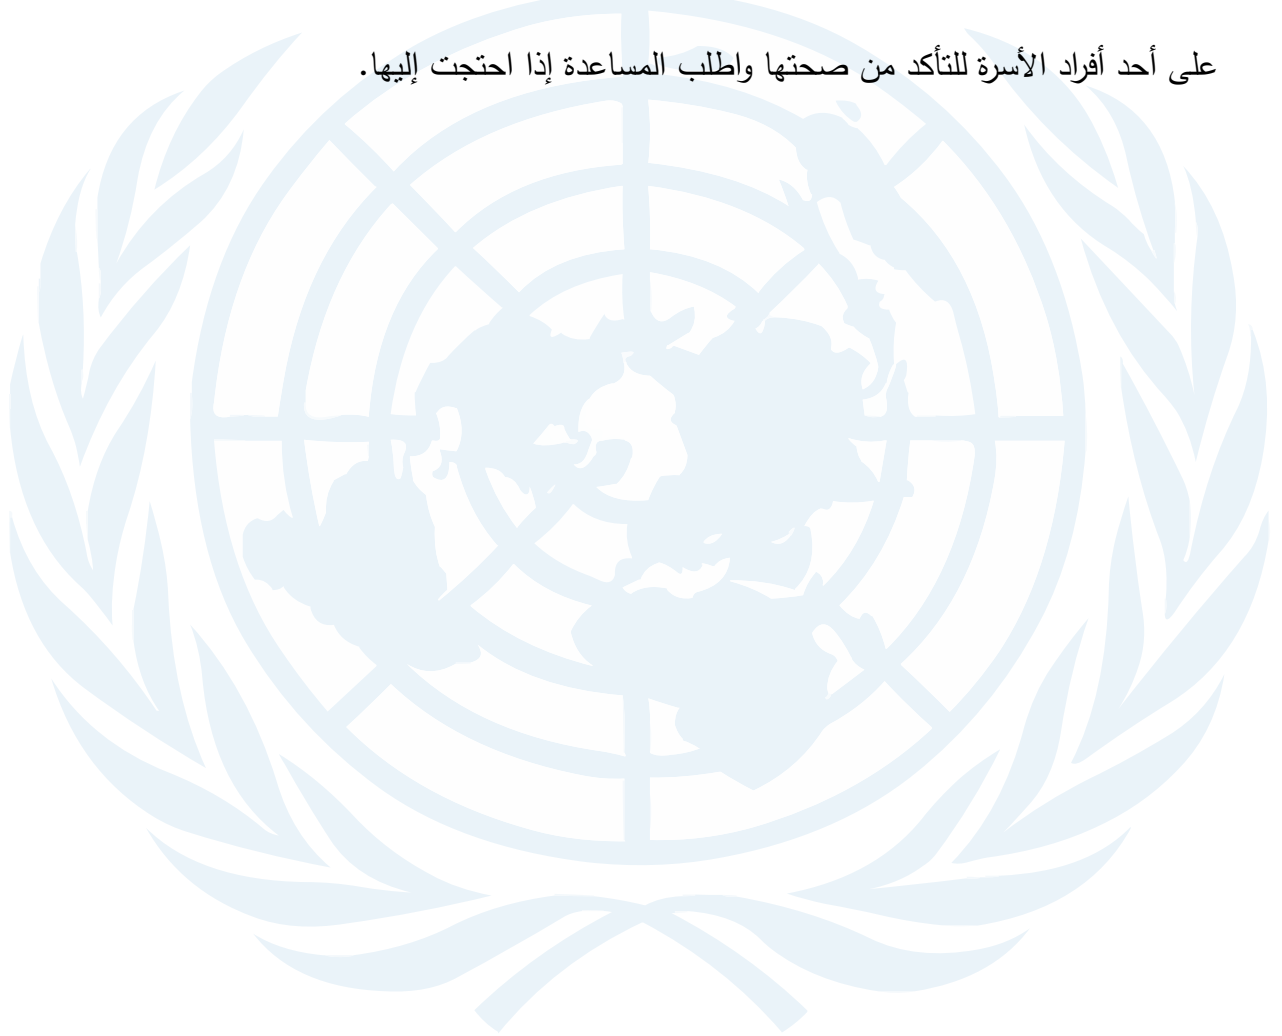 على أحد أفراد الأسرة للتأكد من صحتها واطلب المساعدة إذا احتجت إليها.